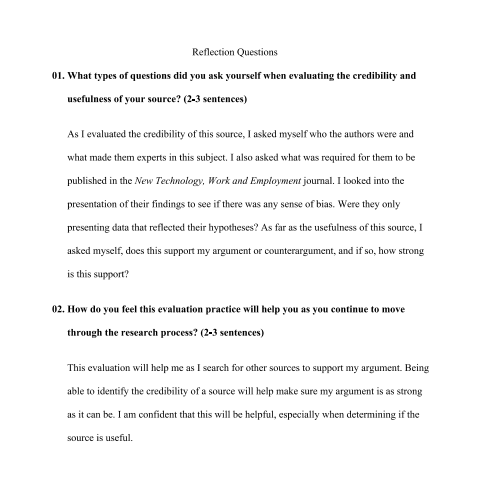 Reflection Questions
01. What types of questions did you ask yourself when evaluating the credibility and
usefulness of your source? (2-3 sentences)
As I evaluated the credibility of this source, I asked myself who the authors were and
what made them experts in this subject. I also asked what was required for them to be
published in the New Technology, Work and Employment journal. I looked into the
presentation of their findings to see if there was any sense of bias. Were they only
presenting data that reflected their hypotheses? As far as the usefulness of this source, I
asked myself, does this support my argument or counterargument, and if so, how strong
is this support?
02. How do you feel this evaluation practice will help you as you continue to move
through the research process? (2-3 sentences)
This evaluation will help me as I search for other sources to support my argument. Being
able to identify the credibility of a source will help make sure my argument is as strong
as it can be. I am confident that this will be helpful, especially when determining if the
source is useful.